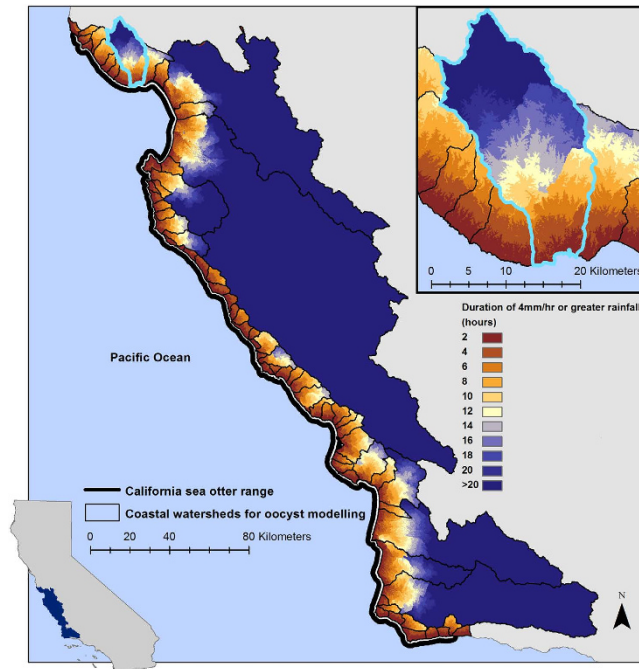 0 5 10 20 Kilometers
Duration of 4mm/hr or greater rainfall
(hours)
2
4
6
8
10
12
14
16
18
20
>20
Pacific Ocean
California sea otter range
Coastal watersheds for oocyst modelling
0 20 40 80 Kilometers
N